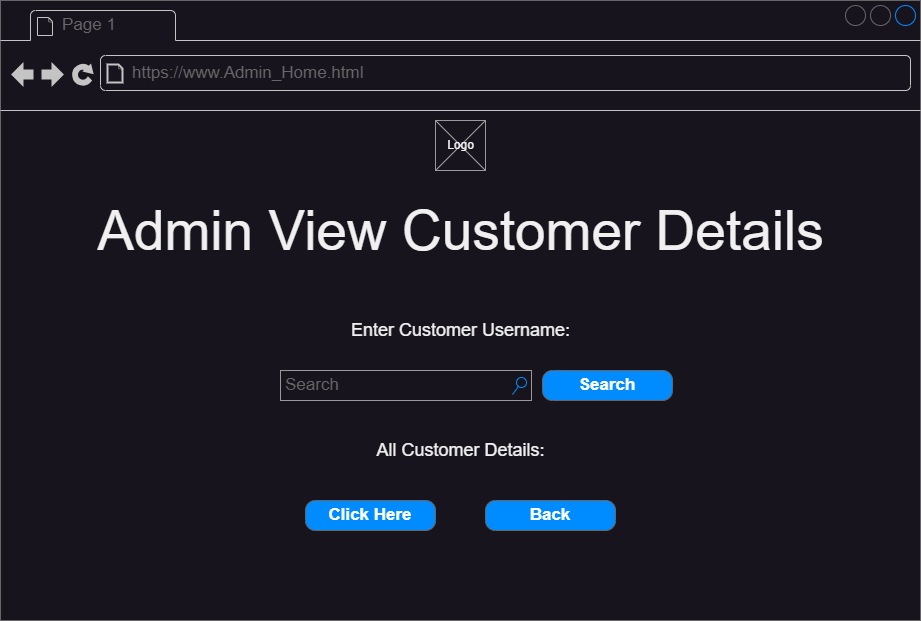 Page 1
https://www.Admin_Home.html
Logo
Admin View Customer Details
Enter Customer Username:
Search Search
All Customer Details:
Click Here Back